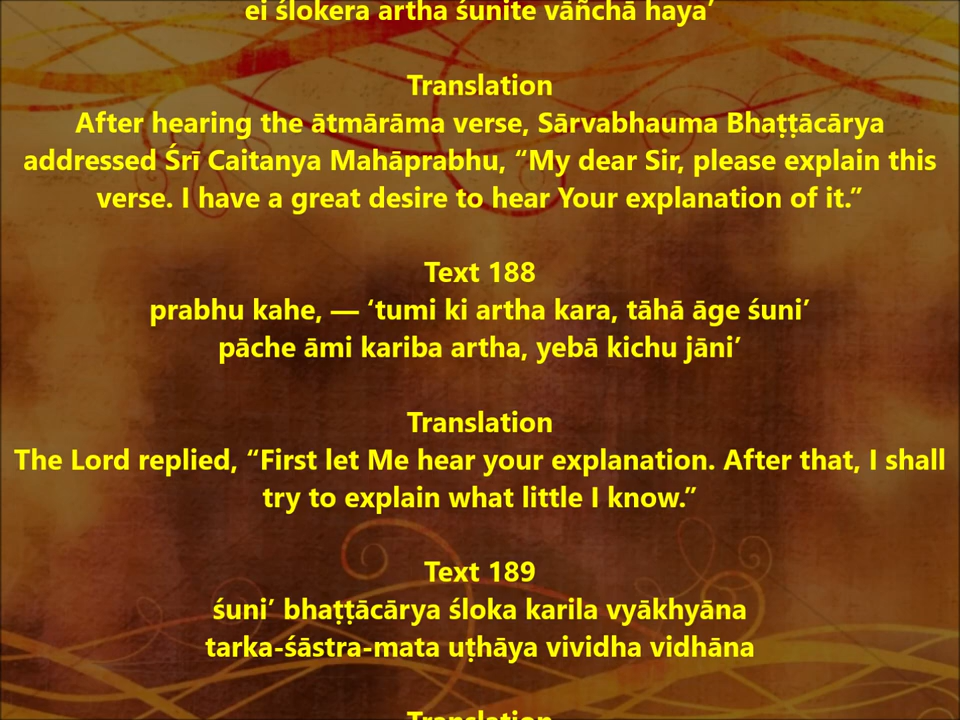 ei ślokera artha śunite vāñchā haya’
Translation
After hearing the ātmārāma verse, Sārvabhauma Bhaṭṭācārya
addressed Śrī Caitanya Mahāprabhu, “My dear Sir, please explain this
verse. I have a great desire to hear Your explanation of it.”
Text 188
prabhu kahe, — ‘tumi ki artha kara, tāhā āge śuni’
pāche āmi kariba artha, yebā kichu jāni’
Translation
The Lord replied, “First let Me hear your explanation. After that, I shall
try to explain what little I know.”
Text 189
śuni’ bhaṭṭācārya śloka karila vyākhyāna
tarka-śāstra-mata uṭhāya vividha vidhāna
Translation